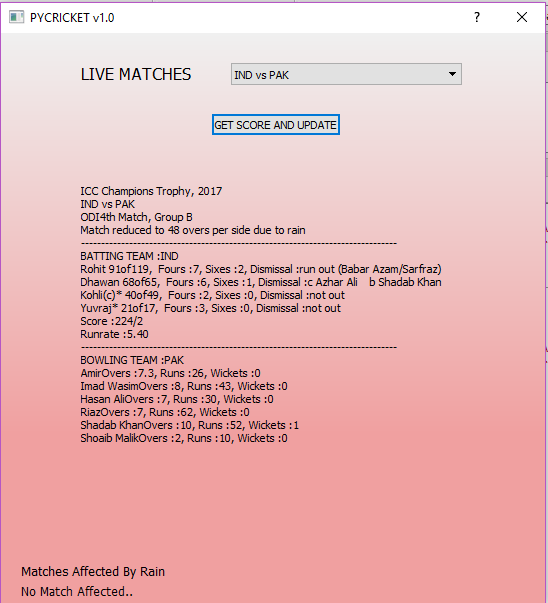 PYCRICKET v1.0
?
LIVE MATCHES
IND vs PAK
GET SCORE AND UPDATE
ICC Champions Trophy, 2017
IND vs PAK
ODI4th Match, Group B
Match reduced to 48 overs per side due to rain
--------------------------------------------------------------------------------
BATTING TEAM :IND
Rohit 91of119,  Fours :7, Sixes :2, Dismissal :run out (Babar Azam/Sarfraz)
Dhawan 68of65,  Fours :6, Sixes :1, Dismissal :c Azhar Ali    b Shadab Khan
Kohli(c)* 40of49,  Fours :2, Sixes :0, Dismissal :not out
Yuvraj* 21of17,  Fours :3, Sixes :0, Dismissal :not out
Score :224/2
Runrate :5.40
--------------------------------------------------------------------------------
BOWLING TEAM :PAK
AmirOvers :7.3, Runs :26, Wickets :0
Imad WasimOvers :8, Runs :43, Wickets :0
Hasan AliOvers :7, Runs :30, Wickets :0
RiazOvers :7, Runs :62, Wickets :0
Shadab KhanOvers :10, Runs :52, Wickets :1
Shoaib MalikOvers :2, Runs :10, Wickets :0
Matches Affected By Rain
No Match Affected..